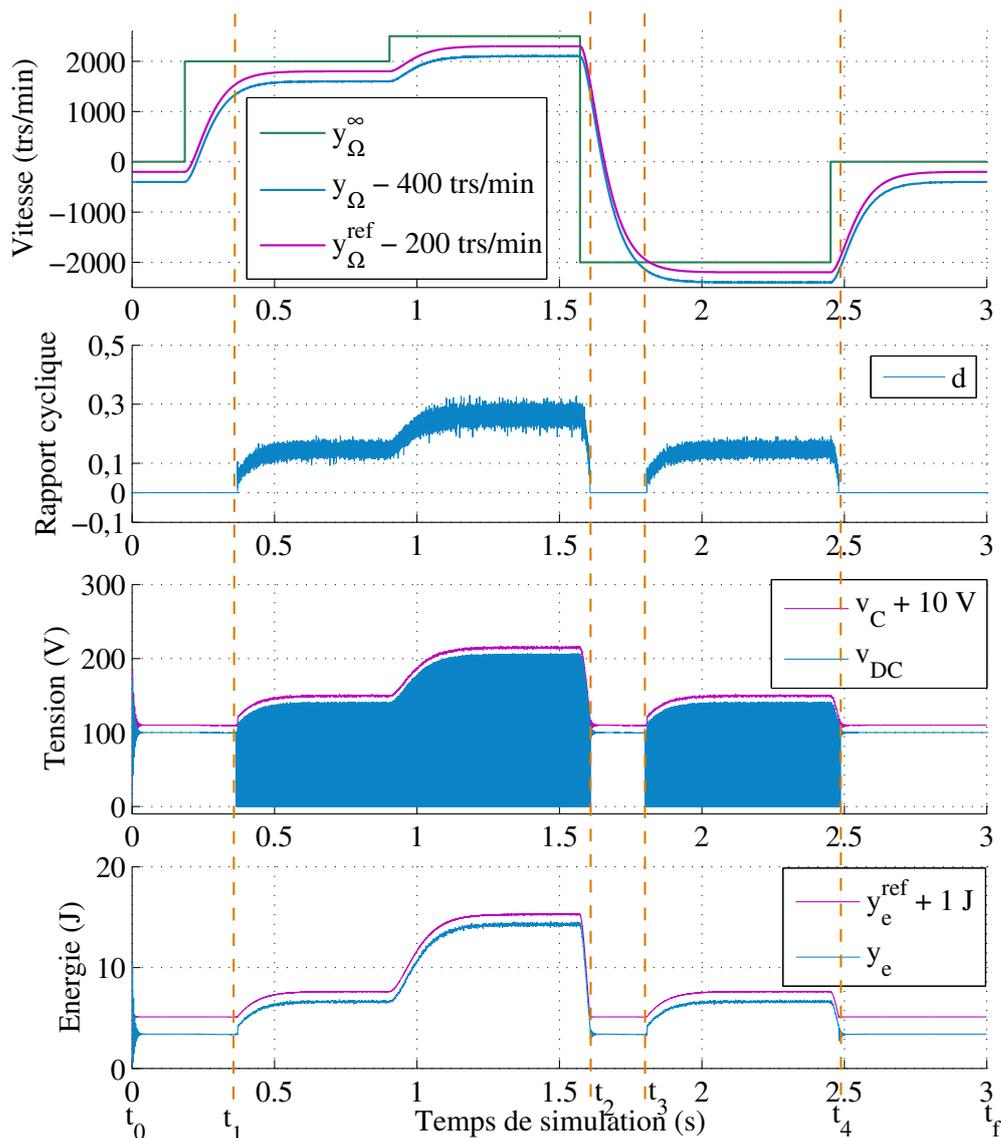 Vitesse (trs/min)
2000
1000
0
−1000
−2000
y_Ω^∞
y_Ω − 400 trs/min
y_Ω^ref − 200 trs/min
0 0.5 1 1.5 2 2.5 3
Rapport cyclique
0,5
0.3
0.1
0
−0.1
d
0 0.5 1 1.5 2 2.5 3
Tension (V)
300
200
100
0
v_C + 10 V
v_DC
0 0.5 1 1.5 2 2.5 3
Energie (J)
20
10
0
y_e^ref + 1 J
y_e
0 0.5 1 1.5 2 2.5 3
t_0 t_1 Temps de simulation (s) t_2 t_3 t_4 t_f